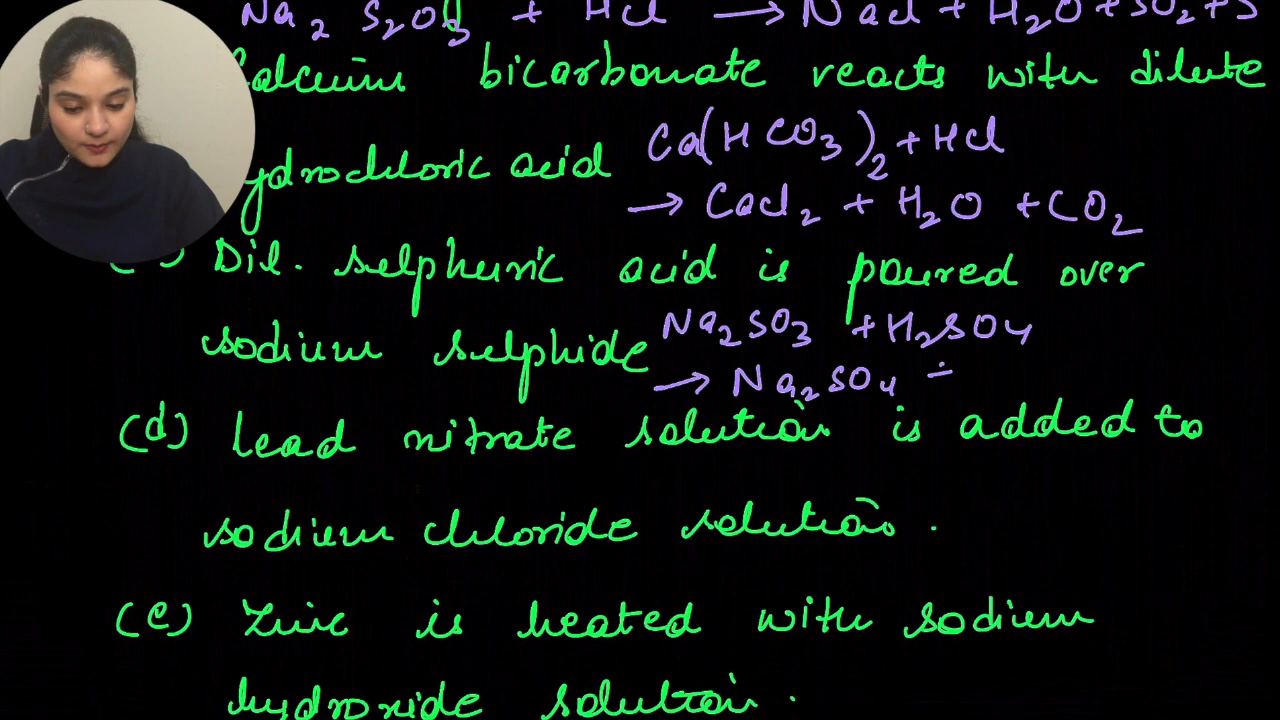 Na2 S2O3 + HCl → NaCl + H2O + SO2 + S
alcium bicarbonate reacts with dilute
ydrochloric acid Ca(HCO3)2 + HCl
→ CaCl2 + H2O + CO2
Dil. sulphuric acid is poured over
sodium sulphide Na2SO3 + H2SO4
→ Na2SO4 +
(d) Lead nitrate solution is added to
sodium chloride solution.
(e) Zinc is heated with sodium
hydroxide solution.